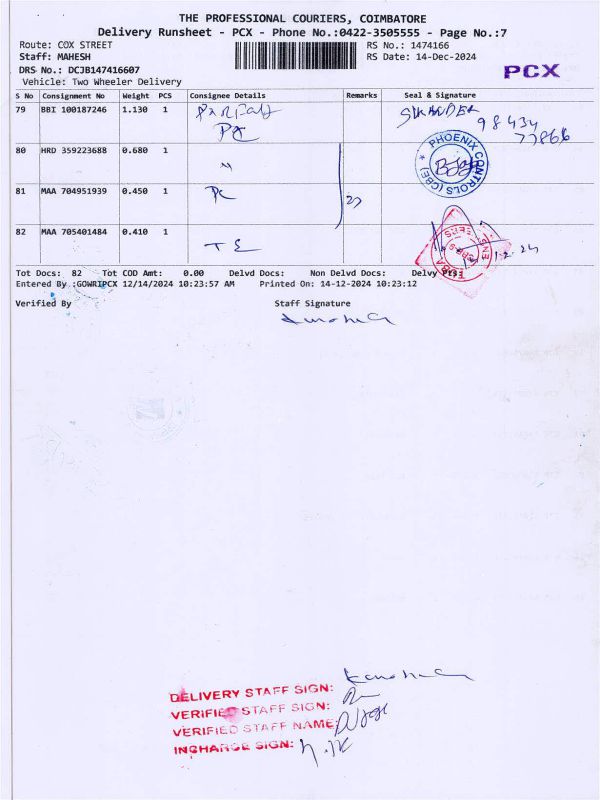 THE PROFESSIONAL COURIERS, COIMBATORE
Delivery Runsheet - PCX - Phone No.:0422-3505555 - Page No.:7
Route: COX STREET RS No.: 1474166
Staff: MAHESH RS Date: 14-Dec-2024
DRS No.: DCJB147416607
Vehicle: Two Wheeler Delivery
PCX
S No Consignment No Weight PCS Consignee Details Remarks Seal & Signature
79 BBI 100187246 1.130 1
PC
98434
77866
80 HRD 359223688 0.680 1 "
PHOENIX CONTROLS (CBE)
81 MAA 704951939 0.450 1 PC
82 MAA 705401484 0.410 1 TE
Tot Docs: 82 Tot COD Amt: 0.00 Delvd Docs: Non Delvd Docs: Delvy Pts:
Entered By :GOWRIPCX 12/14/2024 10:23:57 AM Printed On: 14-12-2024 10:23:12
Verified By Staff Signature
DELIVERY STAFF SIGN:
VERIFIED STAFF SIGN:
VERIFIED STAFF NAME:
INCHARGE SIGN: